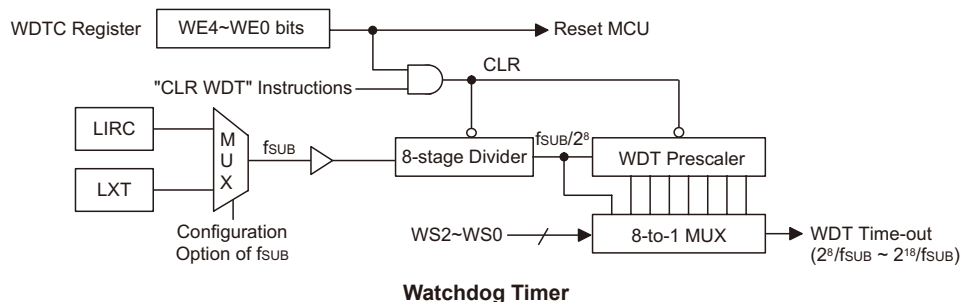 WDTC Register
WE4~WE0 bits
Reset MCU
CLR
"CLR WDT" Instructions
LIRC
LXT
MUX
fSUB
Configuration
Option of fSUB
8-stage Divider
fSUB/2⁸
WDT Prescaler
WS2~WS0
8-to-1 MUX
WDT Time-out
(2⁸/fSUB ~ 2¹⁸/fSUB)
Watchdog Timer